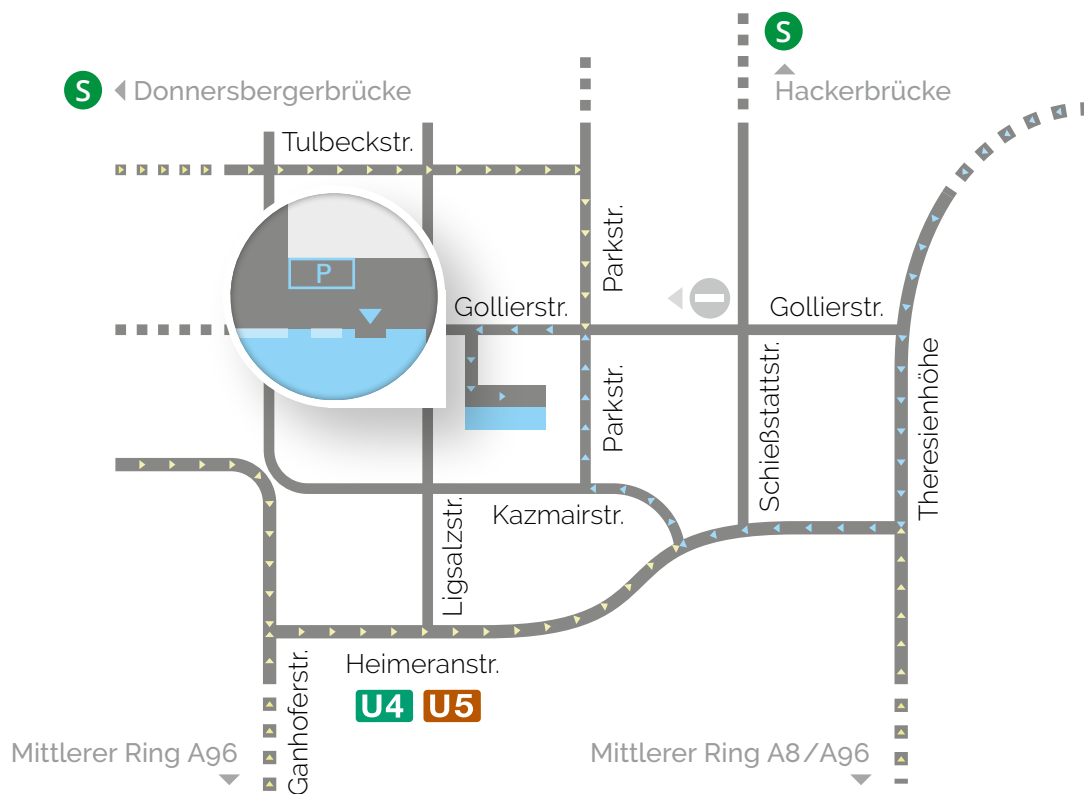 S
Hackerbrücke
S Donnersbergerbrücke
Tulbeckstr.
Parkstr.
P
Gollierstr.
Gollierstr.
Parkstr.
Schießstattstr.
Theresienhöhe
Kazmairstr.
Ligsalzstr.
Heimeranstr.
U4 U5
Ganhoferstr.
Mittlerer Ring A96
Mittlerer Ring A8/A96